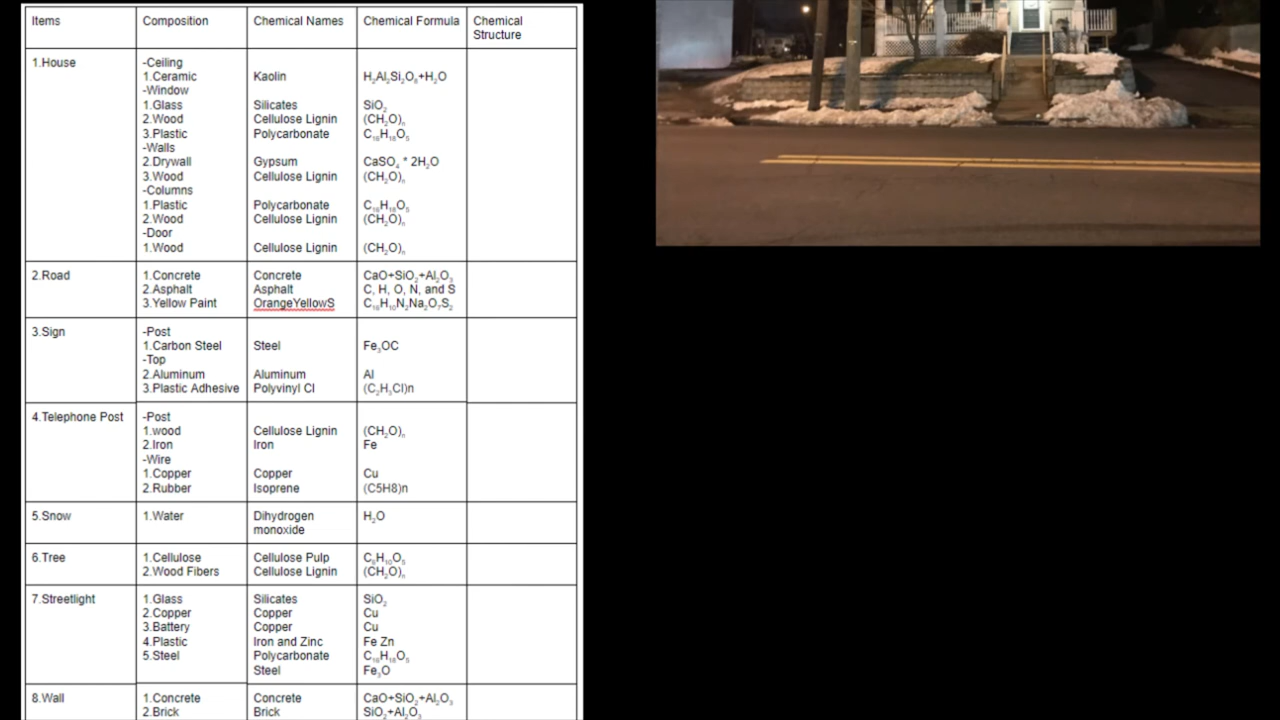 Items Composition Chemical Names Chemical Formula Chemical Structure
1.House -Ceiling
1.Ceramic Kaolin H₂Al₂Si₂O₈+H₂O
-Window
1.Glass Silicates SiO₂
2.Wood Cellulose Lignin (CH₂O)ₙ
3.Plastic Polycarbonate C₁₆H₁₈O₅
-Walls
2.Drywall Gypsum CaSO₄ * 2H₂O
3.Wood Cellulose Lignin (CH₂O)ₙ
-Columns
1.Plastic Polycarbonate C₁₆H₁₈O₅
2.Wood Cellulose Lignin (CH₂O)ₙ
-Door
1.Wood Cellulose Lignin (CH₂O)ₙ
2.Road 1.Concrete Concrete CaO+SiO₂+Al₂O₃
2.Asphalt Asphalt C, H, O, N, and S
3.Yellow Paint OrangeYellowS C₁₆H₁₀N₂Na₂O₇S₂
3.Sign -Post
1.Carbon Steel Steel Fe₃OC
-Top
2.Aluminum Aluminum Al
3.Plastic Adhesive Polyvinyl Cl (C₂H₃Cl)n
4.Telephone Post -Post
1.wood Cellulose Lignin (CH₂O)ₙ
2.Iron Iron Fe
-Wire
1.Copper Copper Cu
2.Rubber Isoprene (C5H8)n
5.Snow 1.Water Dihydrogen monoxide H₂O
6.Tree 1.Cellulose Cellulose Pulp C₆H₁₀O₅
2.Wood Fibers Cellulose Lignin (CH₂O)ₙ
7.Streetlight 1.Glass Silicates SiO₂
2.Copper Copper Cu
3.Battery Copper Cu
4.Plastic Iron and Zinc Fe Zn
5.Steel Polycarbonate C₁₆H₁₈O₅
Steel Fe₃O
8.Wall 1.Concrete Concrete CaO+SiO₂+Al₂O₃
2.Brick Brick SiO₂+Al₂O₃